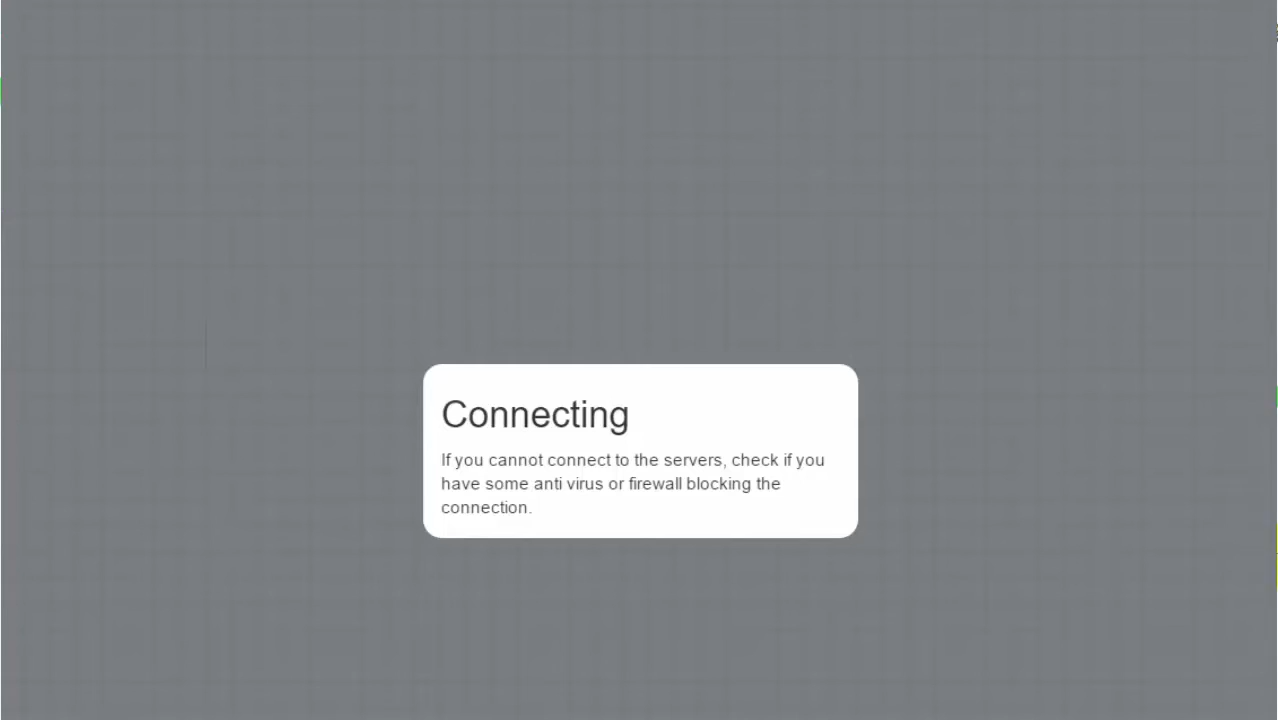 Connecting
If you cannot connect to the servers, check if you
have some anti virus or firewall blocking the
connection.